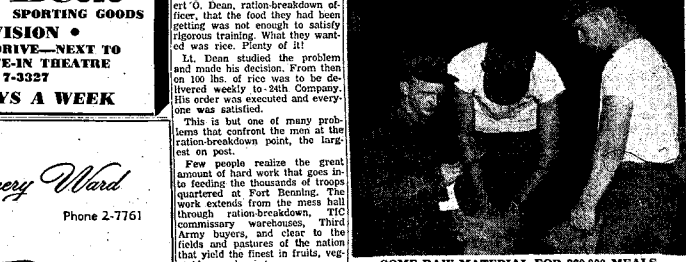 SPORTING GOODS
VISION •
DRIVE—NEXT TO
E-IN THEATRE
7-3327
YS A WEEK
ery Ward
Phone 2-7761
ert O. Dean, ration-breakdown of-
ficer, that the food they had been
getting was not enough to satisfy
rigorous training. What they want-
ed was rice. Plenty of it!
Lt. Dean studied the problem
and made his decision. From then
on 100 lbs. of rice was to be de-
livered weekly to 24th Company.
His order was executed and every-
one was satisfied.
This is but one of many prob-
lems that confront the men at the
ration-breakdown point, the larg-
est on post.
Few people realize the great
amount of hard work that goes in-
to feeding the thousands of troops
quartered at Fort Benning. The
work extends from the mess hall
through ration-breakdown, TIC
commissary warehouses, Third
Army buyers, and clear to the
fields and pastures of the nation
that yield the finest in fruits, veg-
SOME RAW MATERIAL FOR MEALS